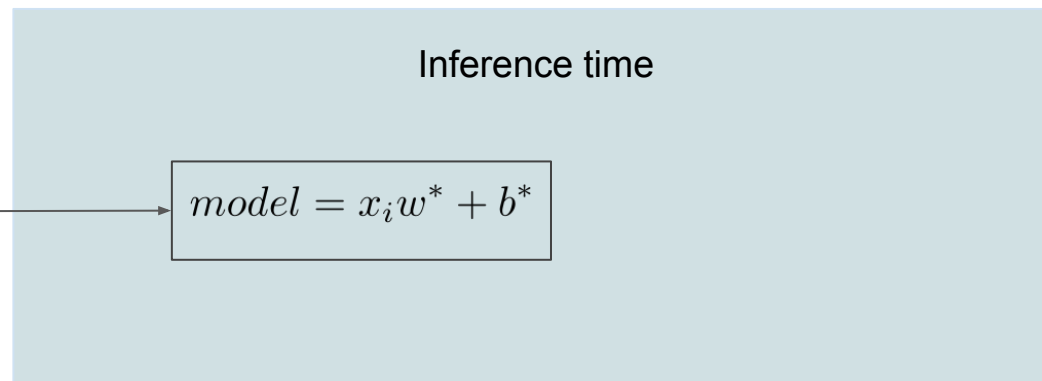 Inference time
model = x_i w^* + b^*